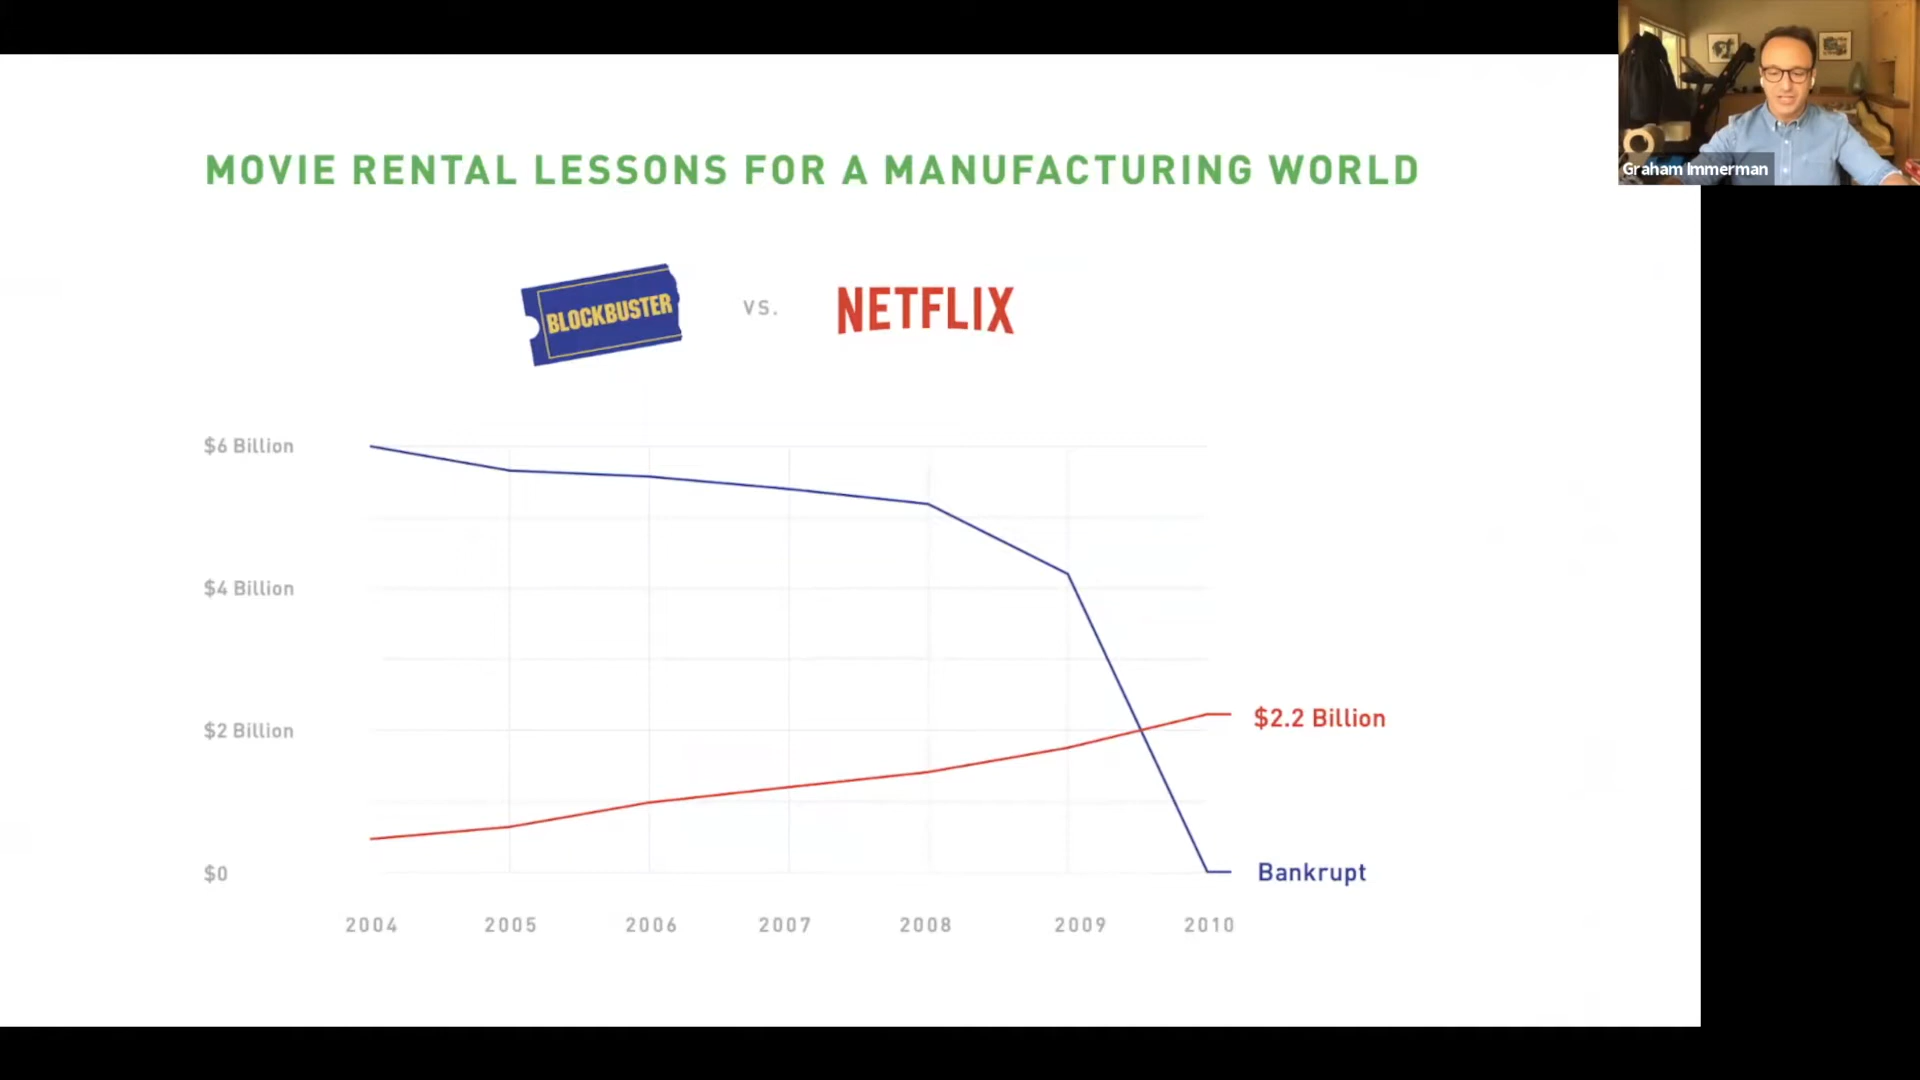 Graham Immerman
MOVIE RENTAL LESSONS FOR A MANUFACTURING WORLD
BLOCKBUSTER
VS.
NETFLIX
$6 Billion
$4 Billion
$2 Billion
$0
$2.2 Billion
Bankrupt
2004 2005 2006 2007 2008 2009 2010